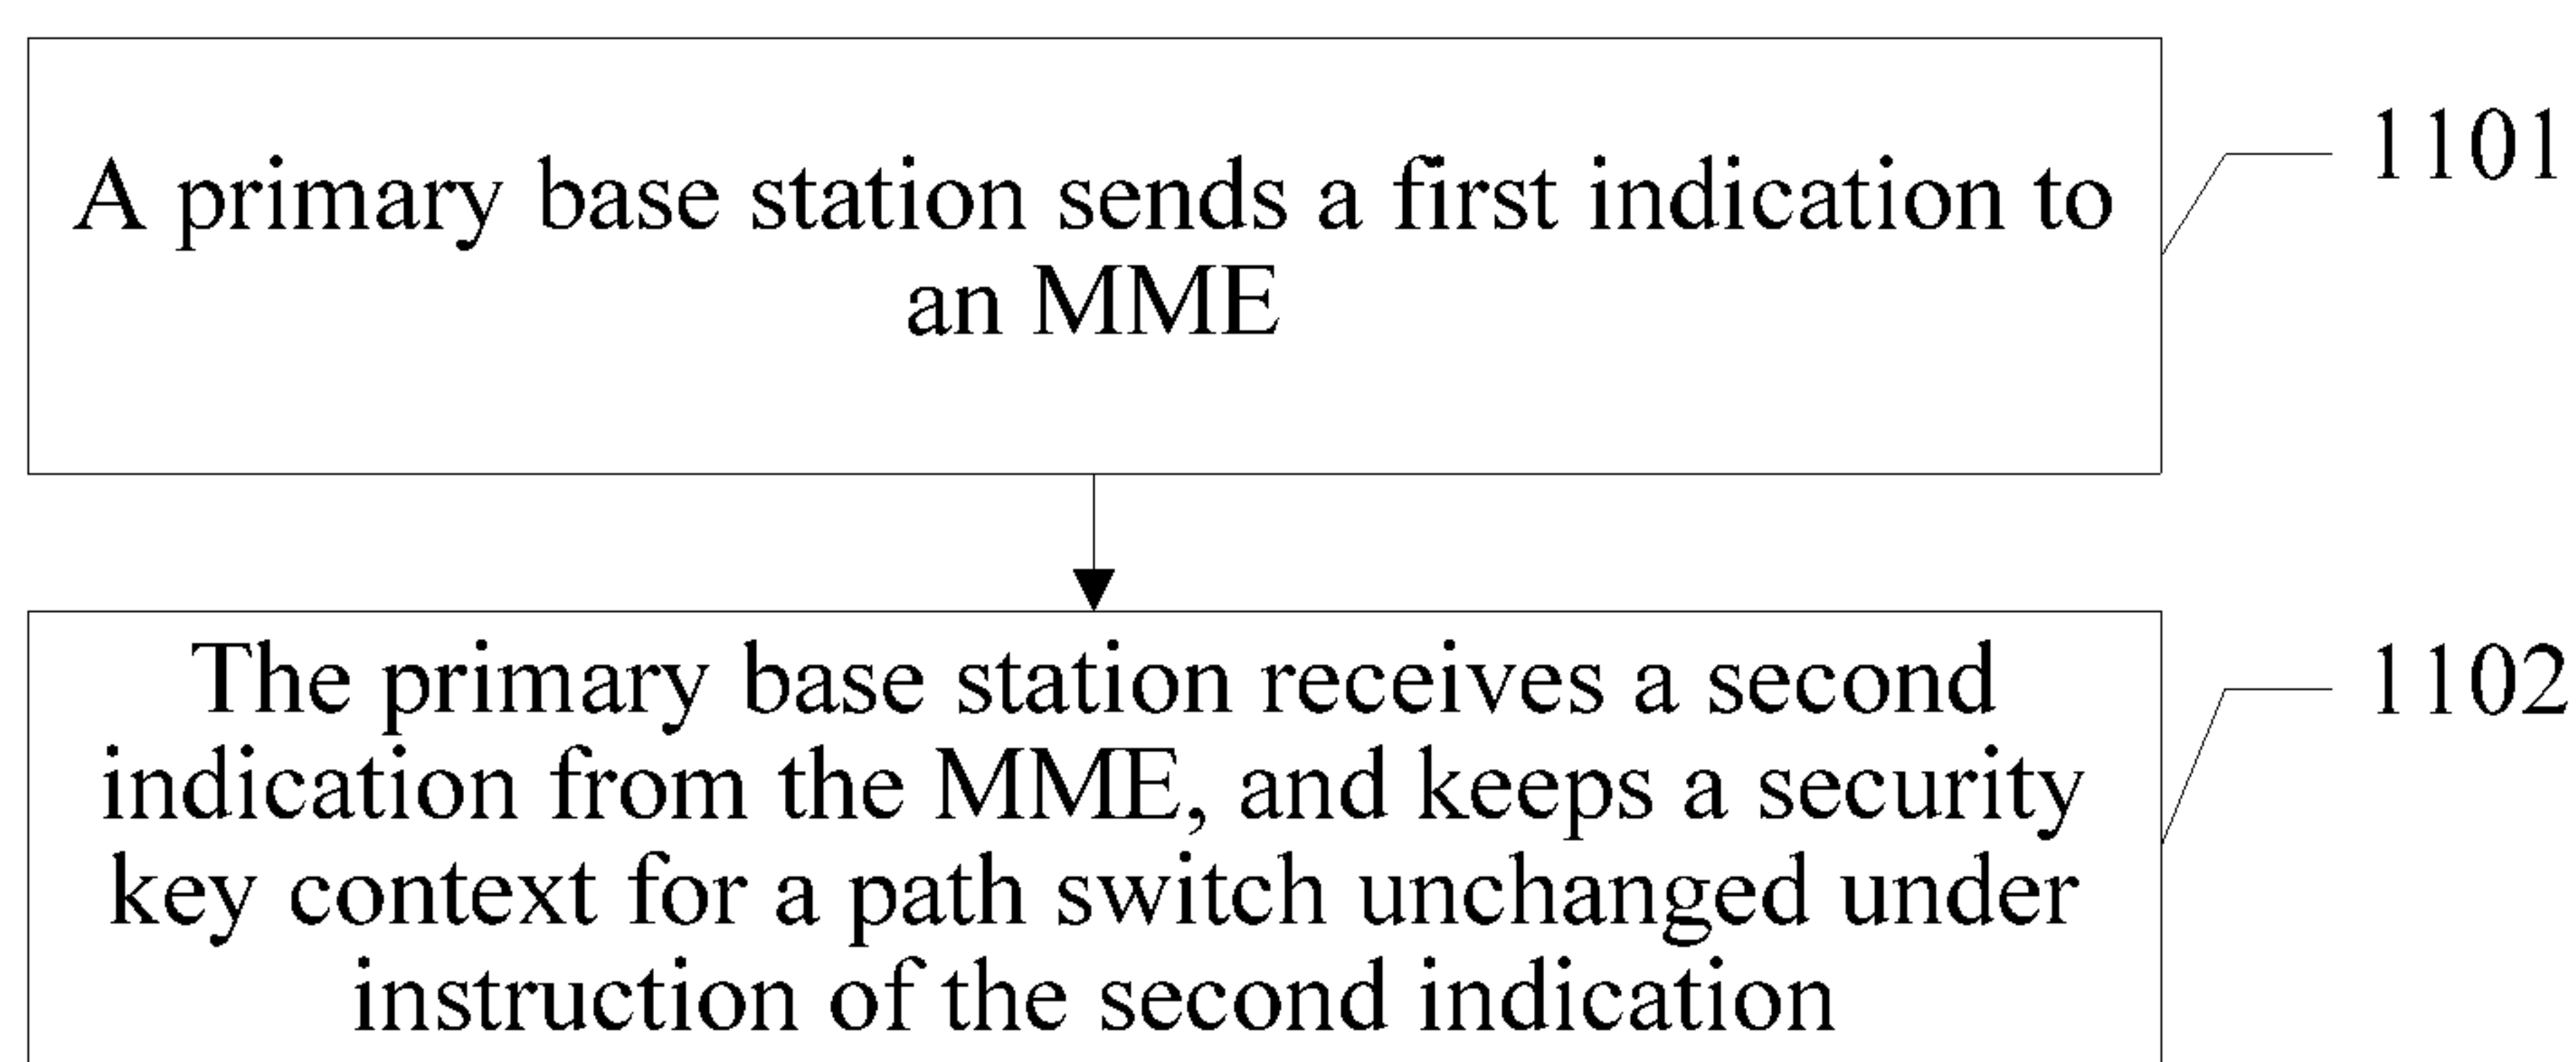 A primary base station sends a first indication to
an MME
1101
The primary base station receives a second
indication from the MME, and keeps a security
key context for a path switch unchanged under
instruction of the second indication
1102